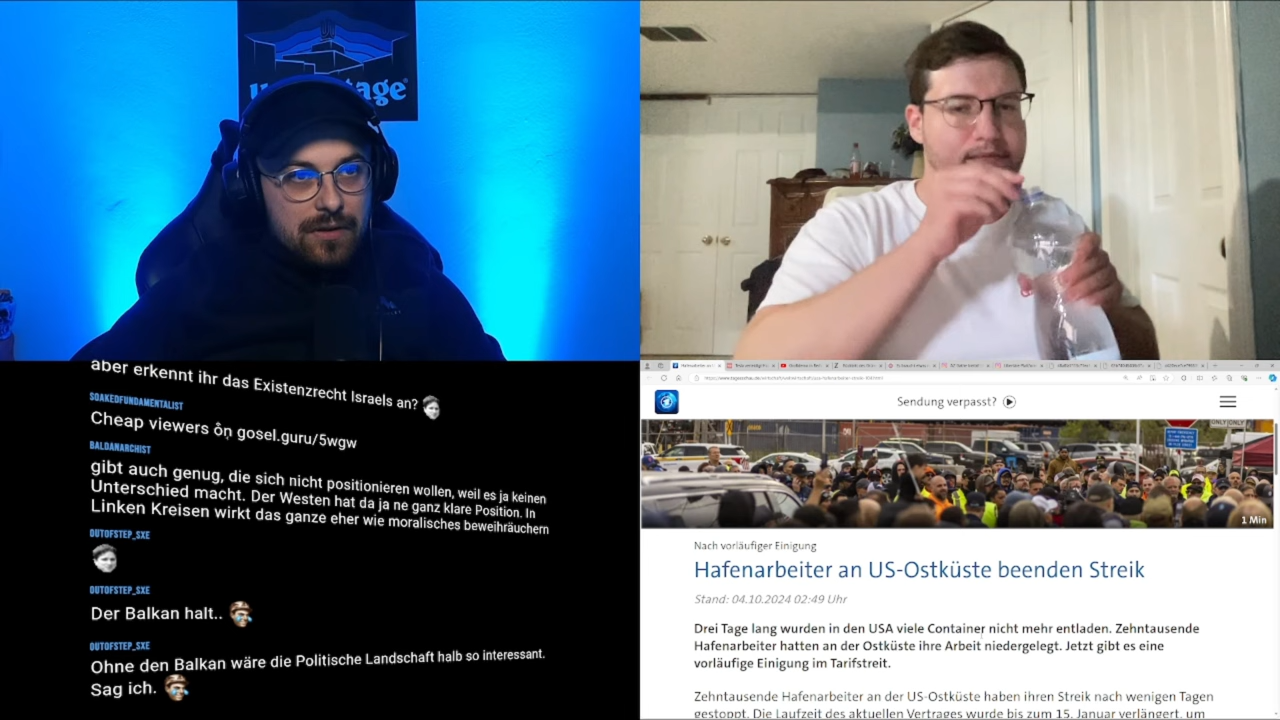 aber erkennt ihr das Existenzrecht Israels an?
SOAKEDFUNDAMENTALIST
Cheap viewers on gosel.guru/5wgw
BALDANARCHIST
gibt auch genug, die sich nicht positionieren wollen, weil es ja keinen
Unterschied macht. Der Westen hat da ja ne ganz klare Position. In
Linken Kreisen wirkt das ganze eher wie moralisches beweihräuchern
OUTOFSTEP_SXE
OUTOFSTEP_SXE
Der Balkan halt..
OUTOFSTEP_SXE
Ohne den Balkan wäre die Politische Landschaft halb so interessant.
Sag ich.
Sendung verpasst?
ONLY ONLY
1 Min
Nach vorläufiger Einigung
Hafenarbeiter an US-Ostküste beenden Streik
Stand: 04.10.2024 02:49 Uhr
Drei Tage lang wurden in den USA viele Container nicht mehr entladen. Zehntausende
Hafenarbeiter hatten an der Ostküste ihre Arbeit niedergelegt. Jetzt gibt es eine
vorläufige Einigung im Tarifstreit.
Zehntausende Hafenarbeiter an der US-Ostküste haben ihren Streik nach wenigen Tagen
gestoppt. Die Laufzeit des aktuellen Vertrages wurde bis zum 15. Januar verlängert, um